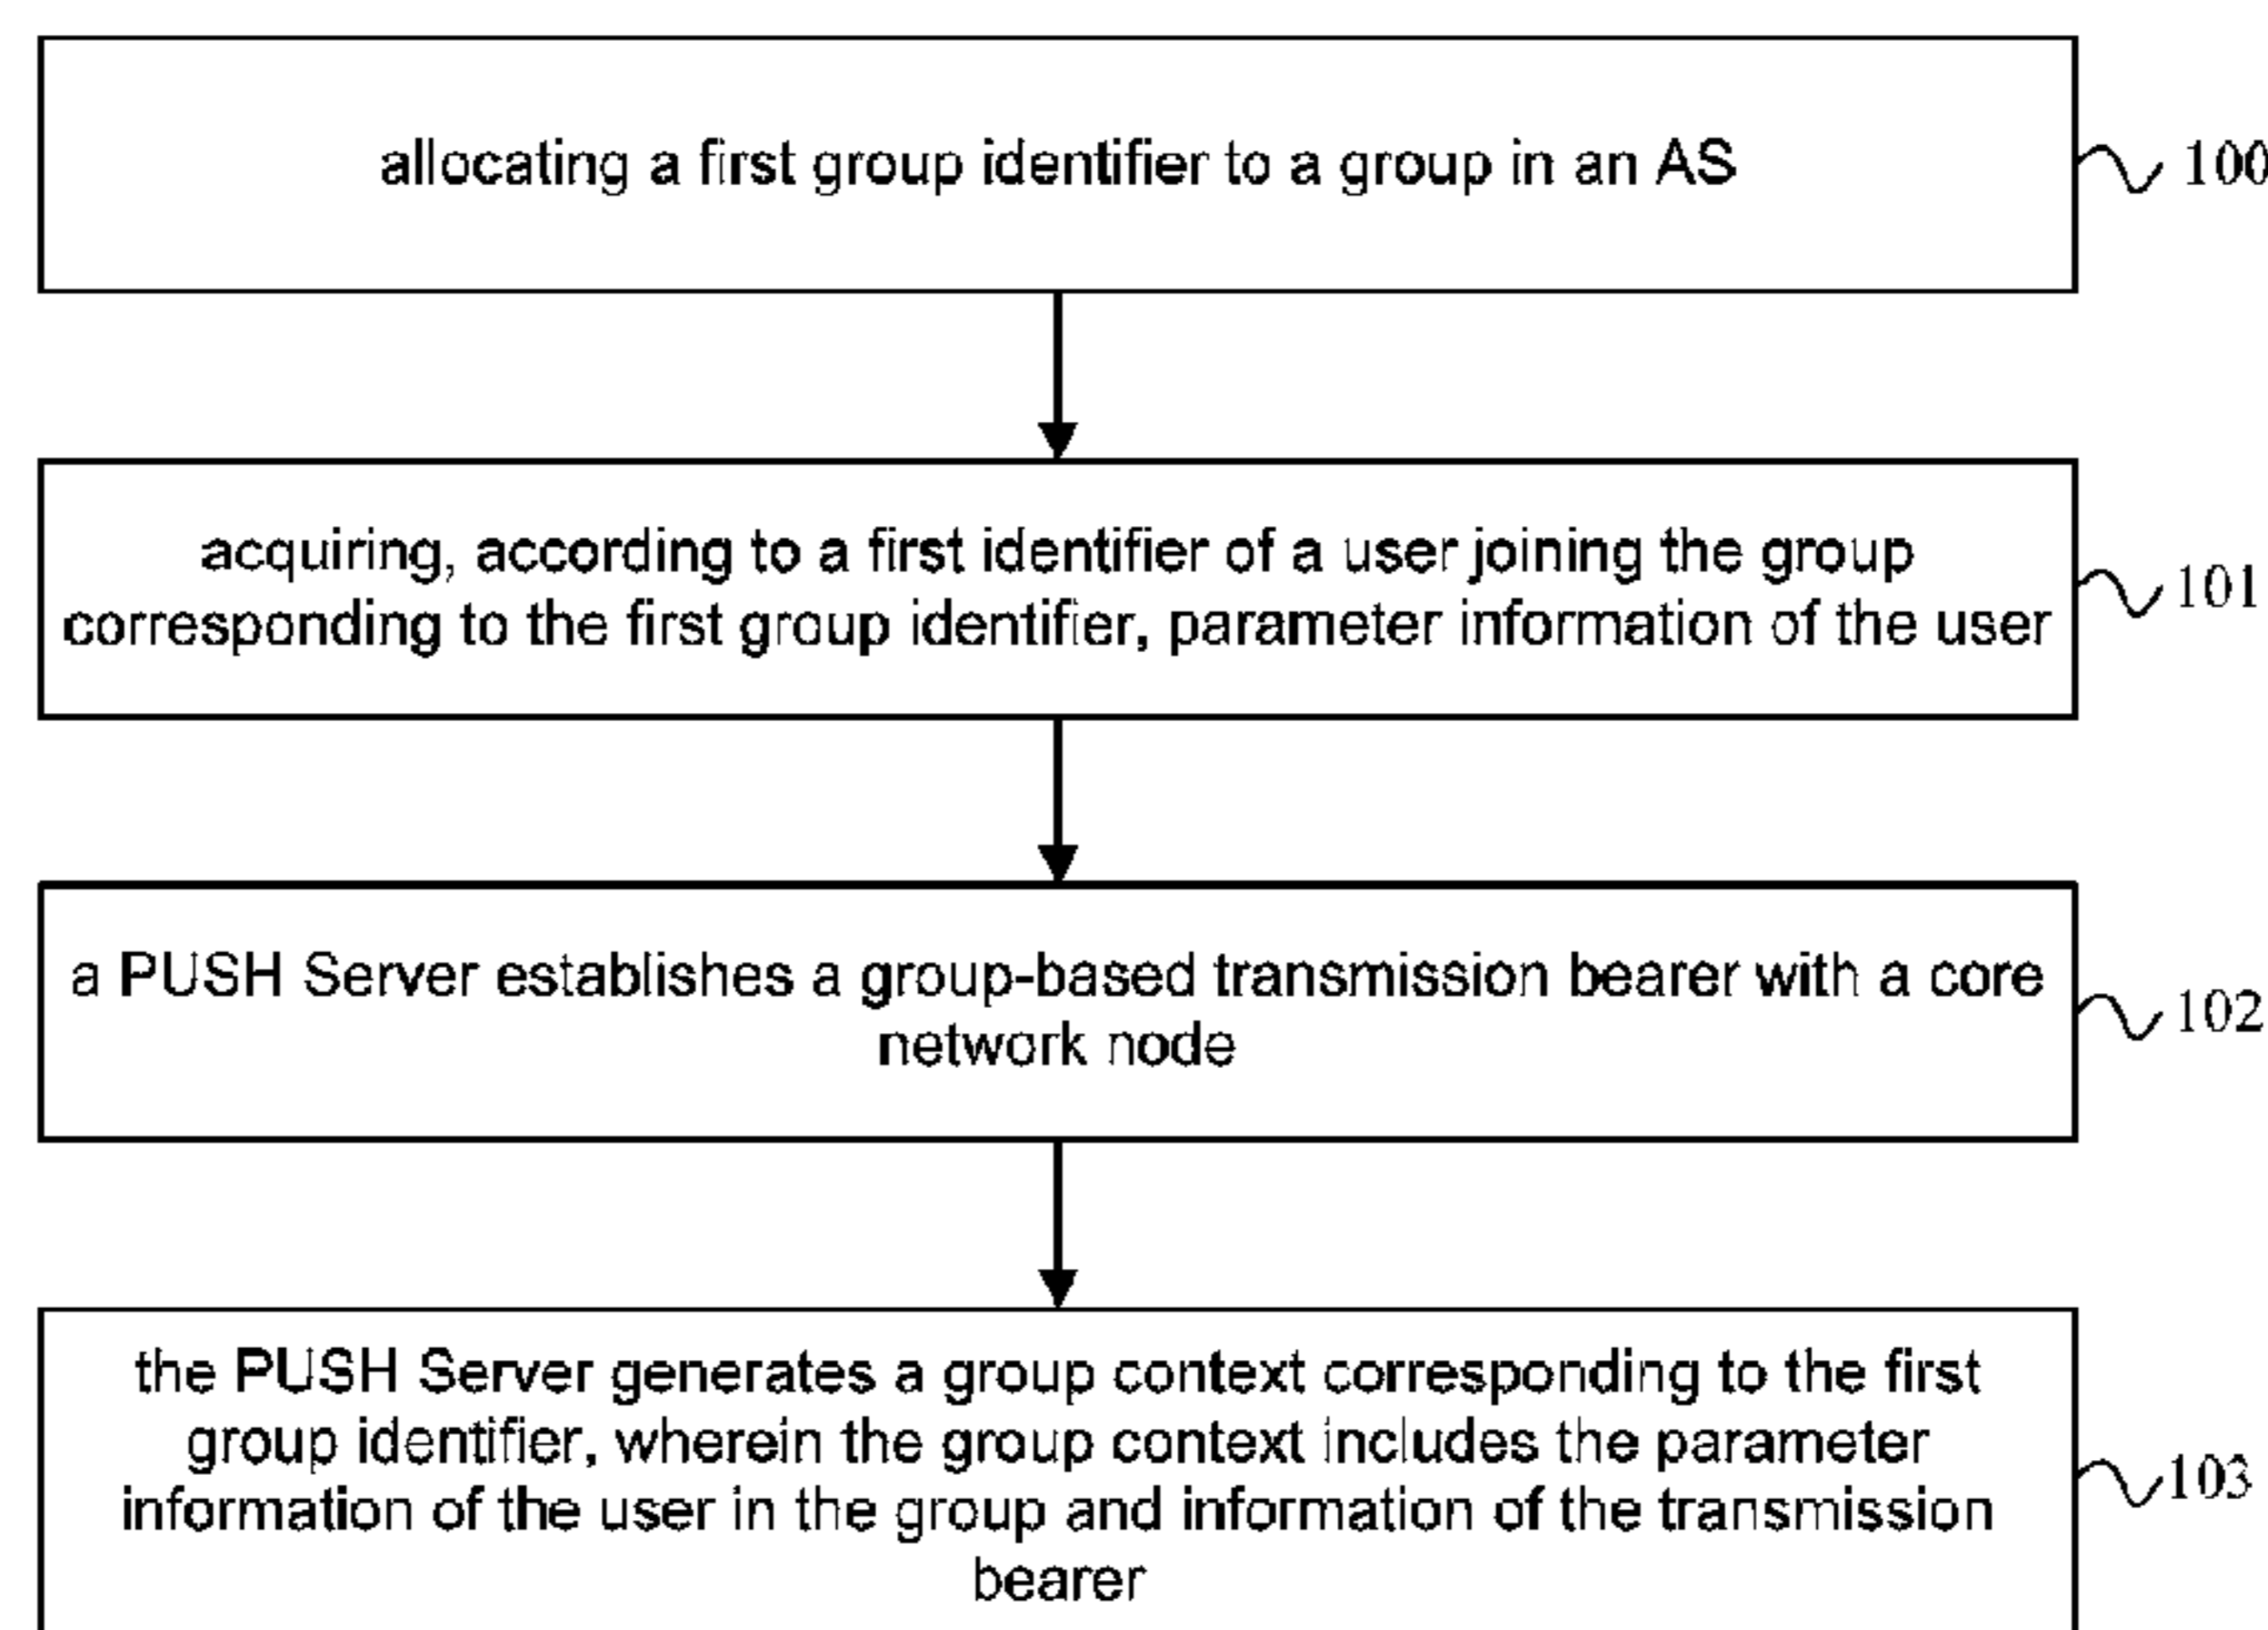 allocating a first group identifier to a group in an AS
100
acquiring, according to a first identifier of a user joining the group
corresponding to the first group identifier, parameter information of the user
101
a PUSH Server establishes a group-based transmission bearer with a core
network node
102
the PUSH Server generates a group context corresponding to the first
group identifier, wherein the group context includes the parameter
information of the user in the group and information of the transmission
bearer
103